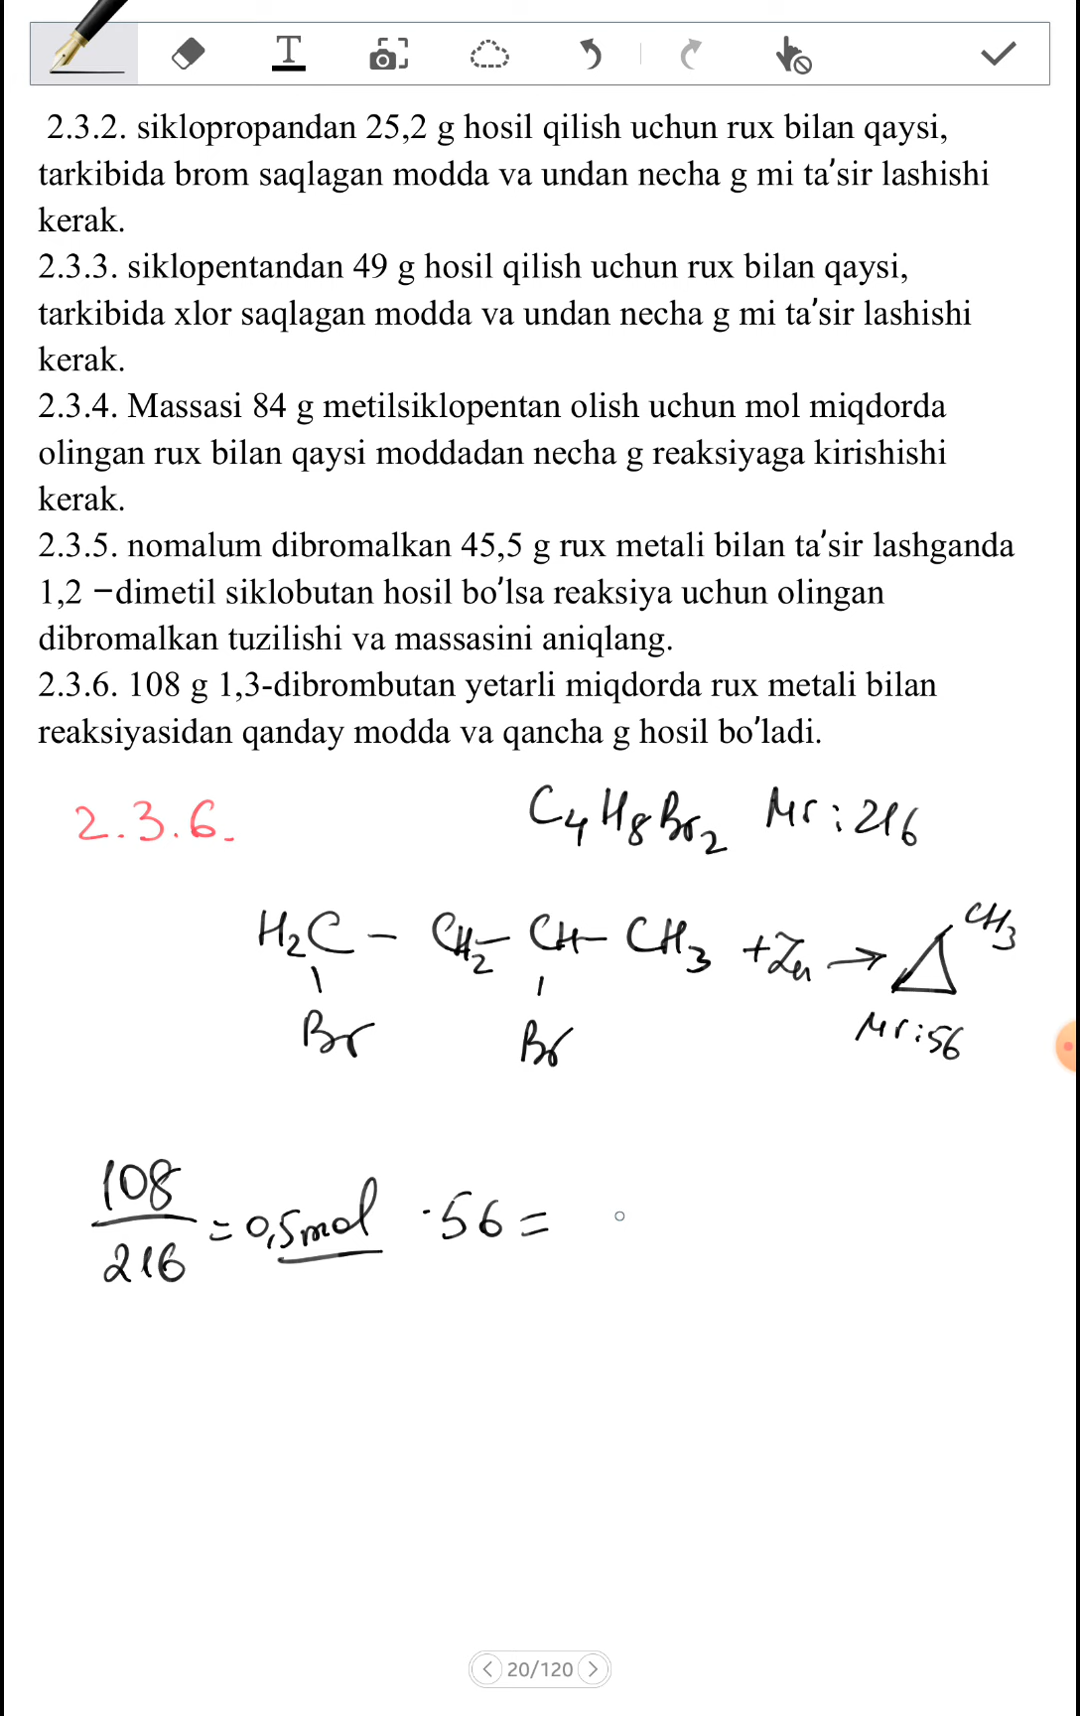 T
2.3.2. siklopropandan 25,2 g hosil qilish uchun rux bilan qaysi,
tarkibida brom saqlagan modda va undan necha g mi ta'sir lashishi
kerak.
2.3.3. siklopentandan 49 g hosil qilish uchun rux bilan qaysi,
tarkibida xlor saqlagan modda va undan necha g mi ta'sir lashishi
kerak.
2.3.4. Massasi 84 g metilsiklopentan olish uchun mol miqdorda
olingan rux bilan qaysi moddadan necha g reaksiyaga kirishishi
kerak.
2.3.5. nomalum dibromalkan 45,5 g rux metali bilan ta'sir lashganda
1,2 −dimetil siklobutan hosil bo'lsa reaksiya uchun olingan
dibromalkan tuzilishi va massasini aniqlang.
2.3.6. 108 g 1,3-dibrombutan yetarli miqdorda rux metali bilan
reaksiyasidan qanday modda va qancha g hosil bo'ladi.
2.3.6. C4H8Br2 Mr:216
H2C - CH2 - CH - CH3 + Zn → CH3
Br Br Mr:56
108/216 = 0,5mol · 56 =
20/120